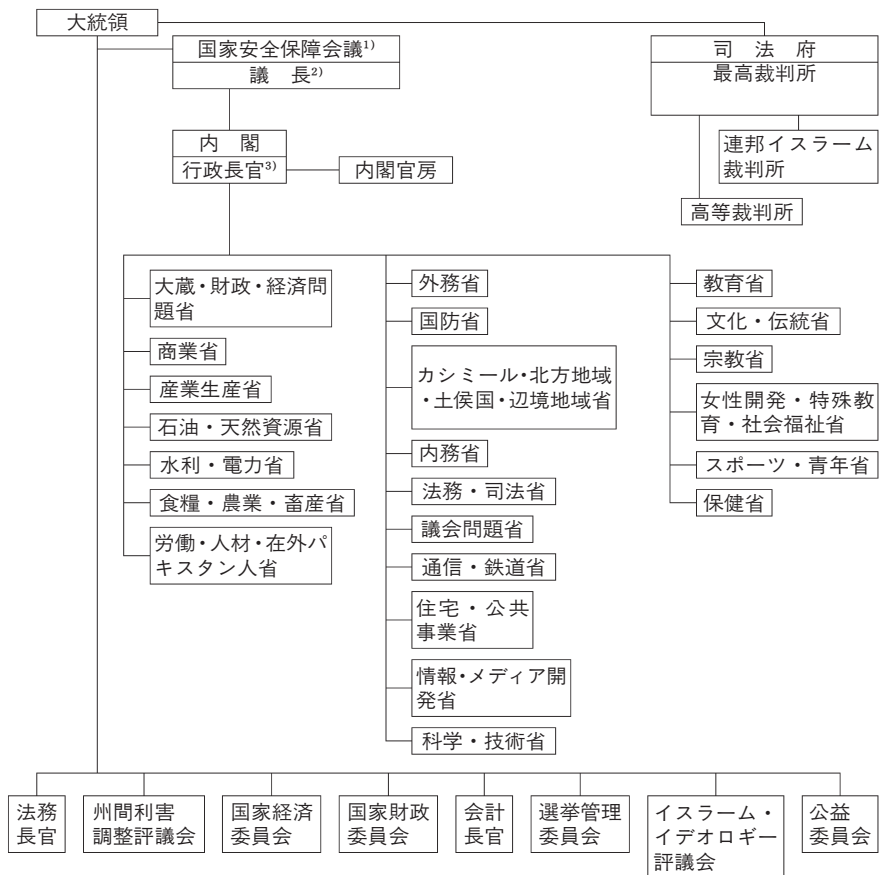 大統領
国家安全保障会議¹⁾
議　長²⁾
司　法　府
最高裁判所
内　閣
行政長官³⁾
内閣官房
連邦イスラーム
裁判所
高等裁判所
大蔵・財政・経済問
題省
商業省
産業生産省
石油・天然資源省
水利・電力省
食糧・農業・畜産省
労働・人材・在外パ
キスタン人省
外務省
国防省
カシミール・北方地域
・土侯国・辺境地域省
内務省
法務・司法省
議会問題省
通信・鉄道省
住宅・公共
事業省
情報・メディア開
発省
科学・技術省
教育省
文化・伝統省
宗教省
女性開発・特殊教
育・社会福祉省
スポーツ・青年省
保健省
法務
長官
州間利害
調整評議会
国家経済
委員会
国家財政
委員会
会計
長官
選挙管理
委員会
イスラーム・
イデオロギー
評議会
公益
委員会